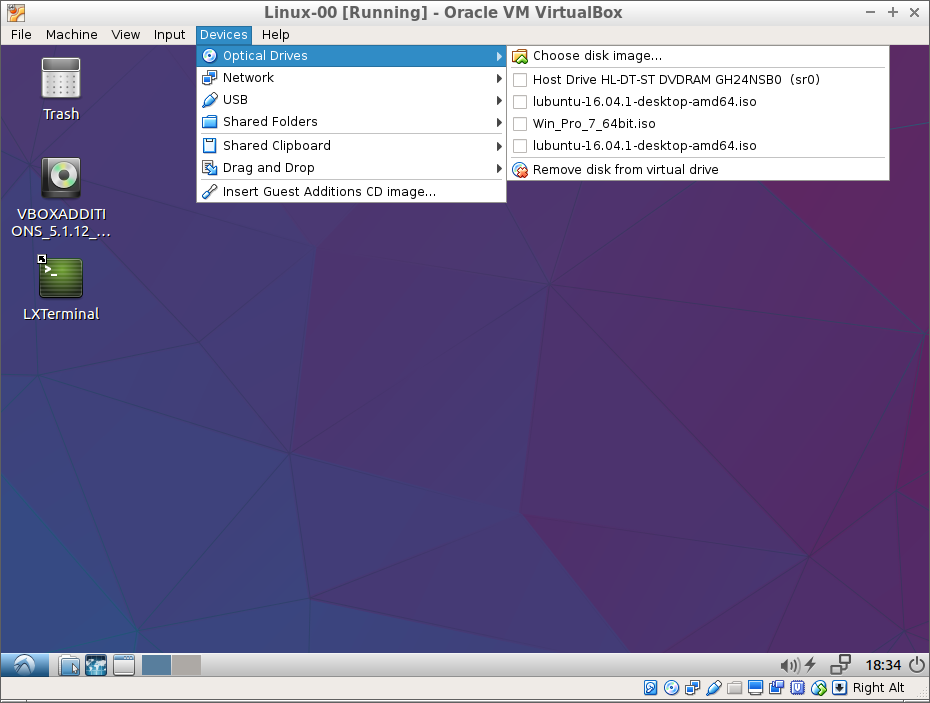 Linux-00 [Running] - Oracle VM VirtualBox
File Machine View Input Devices Help
Optical Drives
Network
USB
Shared Folders
Shared Clipboard
Drag and Drop
Insert Guest Additions CD image...
Choose disk image...
Host Drive HL-DT-ST DVDRAM GH24NSB0 (sr0)
lubuntu-16.04.1-desktop-amd64.iso
Win_Pro_7_64bit.iso
lubuntu-16.04.1-desktop-amd64.iso
Remove disk from virtual drive
Trash
VBOXADDITI
ONS_5.1.12_...
LXTerminal
18:34
Right Alt